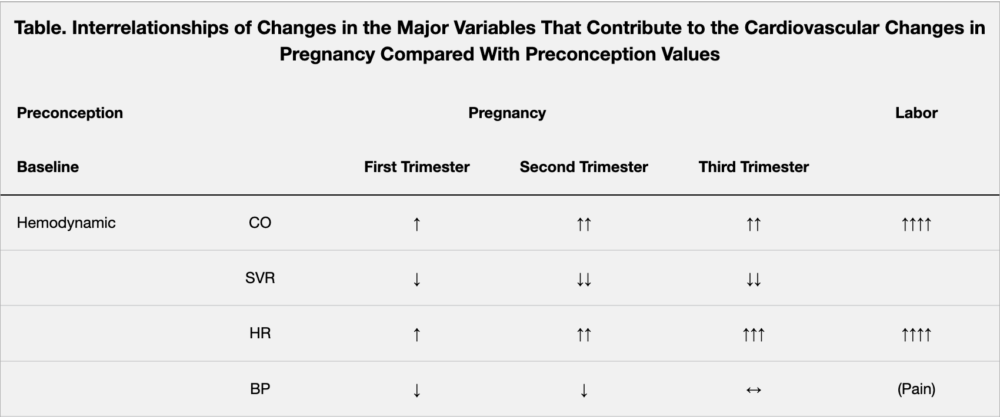 Table. Interrelationships of Changes in the Major Variables That Contribute to the Cardiovascular Changes in
Pregnancy Compared With Preconception Values
Preconception Pregnancy Labor
Baseline First Trimester Second Trimester Third Trimester
Hemodynamic CO ↑ ↑↑ ↑↑ ↑↑↑↑
SVR ↓ ↓↓ ↓↓
HR ↑ ↑↑ ↑↑↑ ↑↑↑↑
BP ↓ ↓ ↔ (Pain)